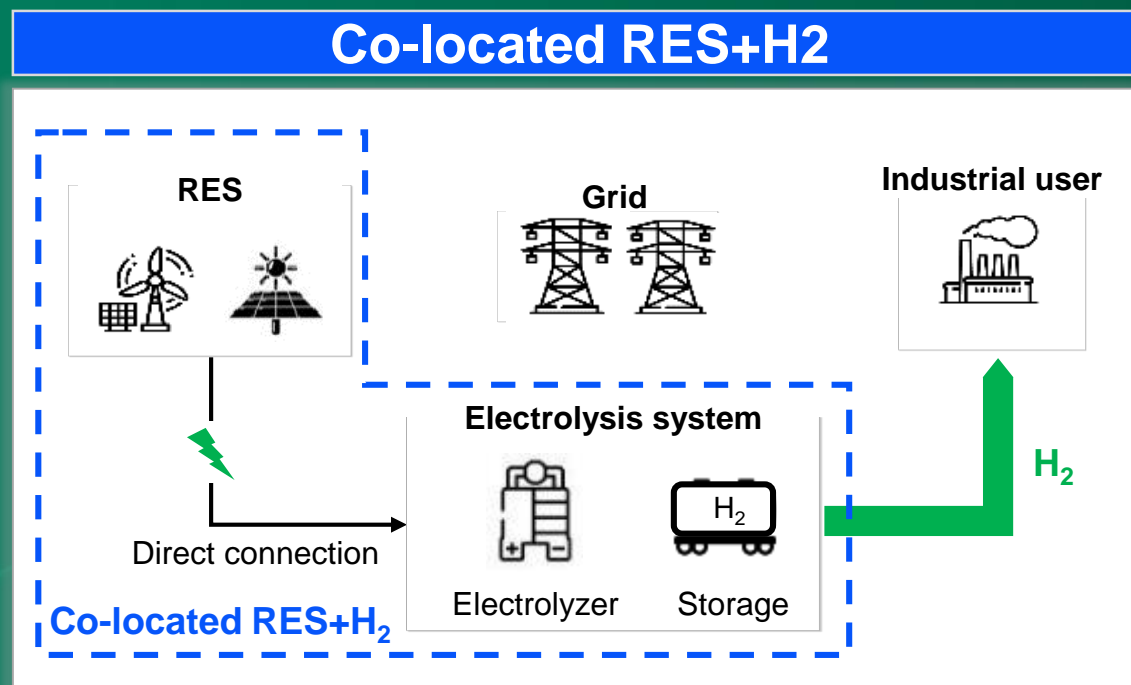 Co-located RES+H2
RES
Grid
Industrial user
Electrolysis system
H₂
H₂
Direct connection
Electrolyzer
Storage
Co-located RES+H₂